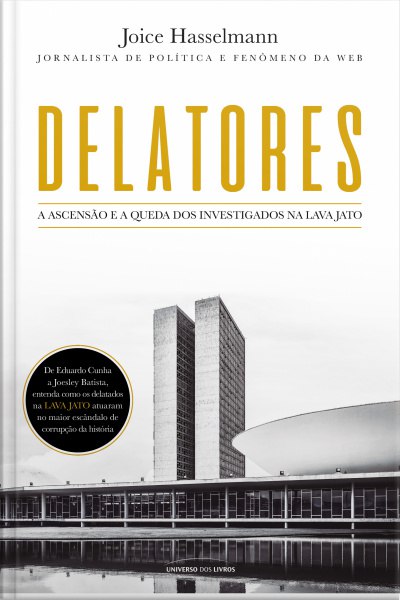 Joice Hasselmann
JORNALISTA DE POLÍTICA E FENÔMENO DA WEB
DELATORES
A ASCENSÃO E A QUEDA DOS INVESTIGADOS NA LAVA JATO
De Eduardo Cunha
a Joesley Batista,
entenda como os delatados
na LAVA JATO atuaram
no maior escândalo de
corrupção da história
UNIVERSO DOS LIVROS